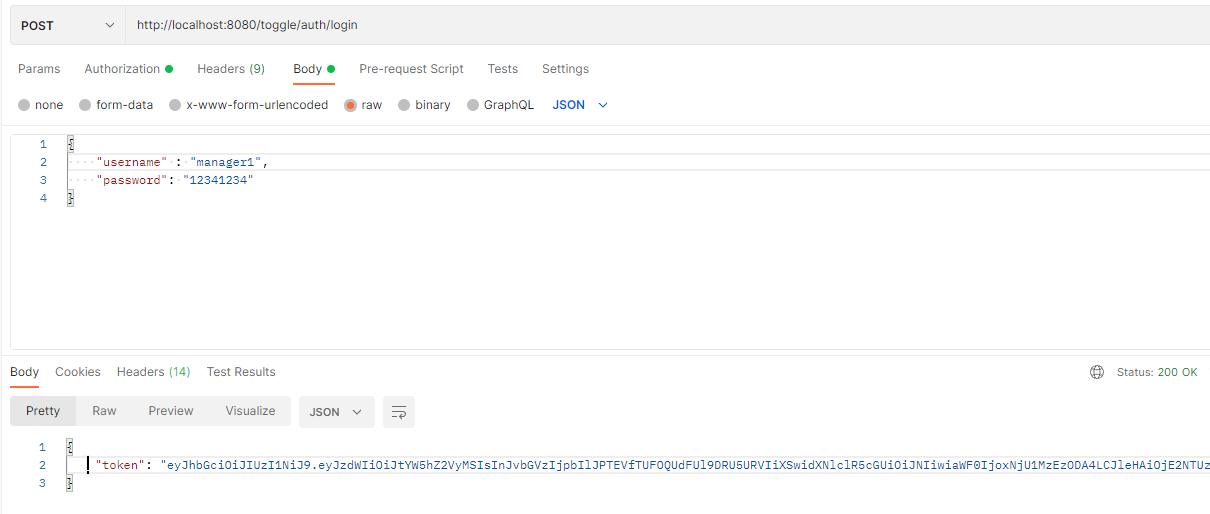 POST http://localhost:8080/toggle/auth/login
Params Authorization Headers (9) Body Pre-request Script Tests Settings
none form-data x-www-form-urlencoded raw binary GraphQL JSON
1 {
2 "username" : "manager1",
3 "password": "12341234"
4 }
Body Cookies Headers (14) Test Results Status: 200 OK
Pretty Raw Preview Visualize JSON
1 {
2 "token": "eyJhbGciOiJIUzI1NiJ9.eyJzdWIiOiJtYW5hZ2VyMSIsInJvbGVzIjpbIlJPTEVfTUFOQUdFUl9DRU5URVIiXSwidXNlclR5cGUiOiJNIiwiaWF0IjoxNjU1MzEzODA4LCJleHAiOjE2NTUz
3 }